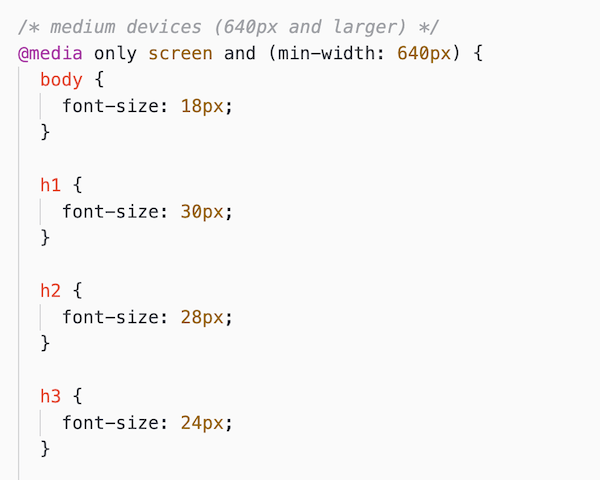 /* medium devices (640px and larger) */
@media only screen and (min-width: 640px) {
body {
font-size: 18px;
}
h1 {
font-size: 30px;
}
h2 {
font-size: 28px;
}
h3 {
font-size: 24px;
}